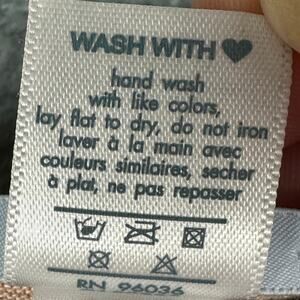 WASH WITH ♥
hand wash
with like colors,
lay flat to dry, do not iron
laver à la main avec
couleurs similaires, secher
à plat, ne pas repasser
RN 96036